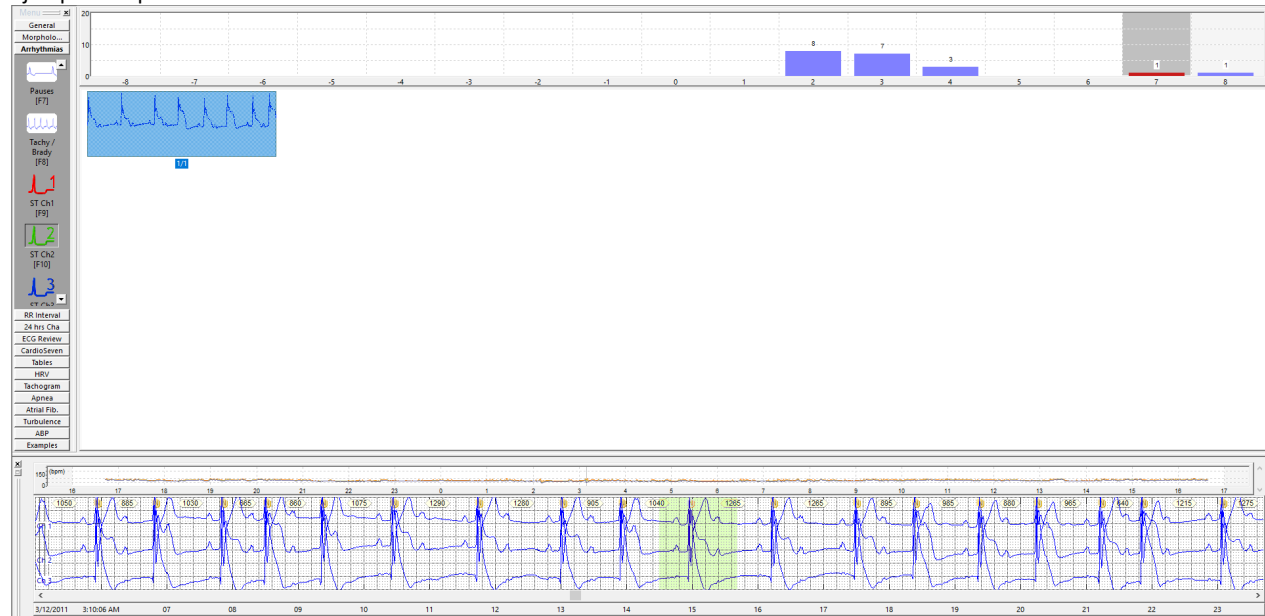 Menu
General
Morpholo...
Arrhythmias
Pauses
[F7]
Tachy /
Brady
[F8]
1
ST Ch1
[F9]
2
ST Ch2
[F10]
3
RR Interval
24 hrs Cha
ECG Review
CardioSeven
Tables
HRV
Tachogram
Apnea
Atrial Fib.
Turbulence
ABP
Examples
20
10
0
8 7 3 1 1
-8 -7 -6 -5 -4 -3 -2 -1 0 1 2 3 4 5 6 7 8
1/1
150 (bpm)
0
16 17 18 19 20 21 22 23 0 1 2 3 4 5 6 7 8 9 10 11 12 13 14 15 16 17
1050 885 1030 865 860 1075 1290 1280 905 1040 1265 1265 895 965 880 965 640 1215 1275
Ch 2
Ch 3
3/12/2011 3:10:06 AM 07 08 09 10 11 12 13 14 15 16 17 18 19 20 21 22 23